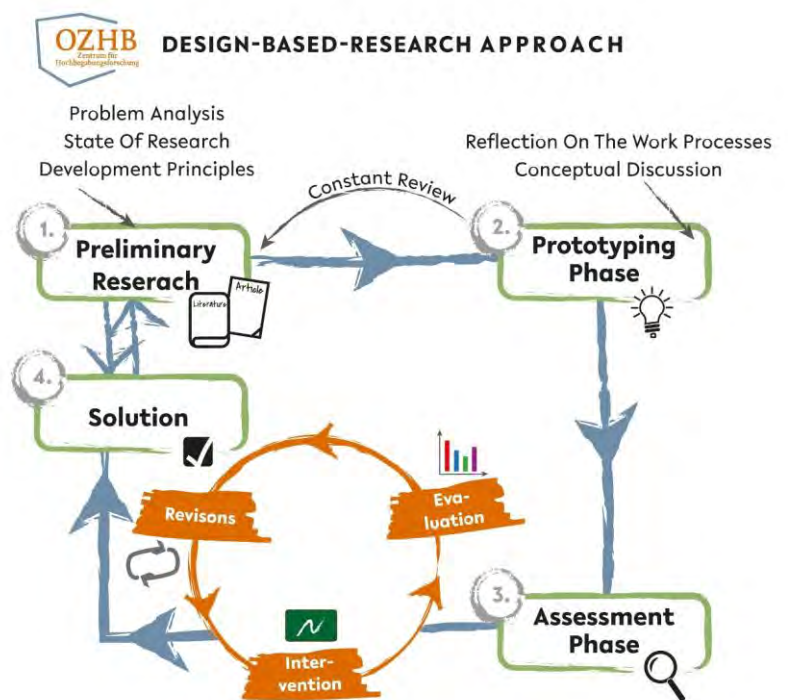 OZHB
Zentrum für
Hochbegabungsforschung
DESIGN-BASED-RESEARCH APPROACH
Problem Analysis
State Of Research
Development Principles
Constant Review
Reflection On The Work Processes
Conceptual Discussion
1.
Preliminary
Reserach
Literature
Article
2.
Prototyping
Phase
4.
Solution
Revisons
Eva-
luation
Inter-
vention
3.
Assessment
Phase